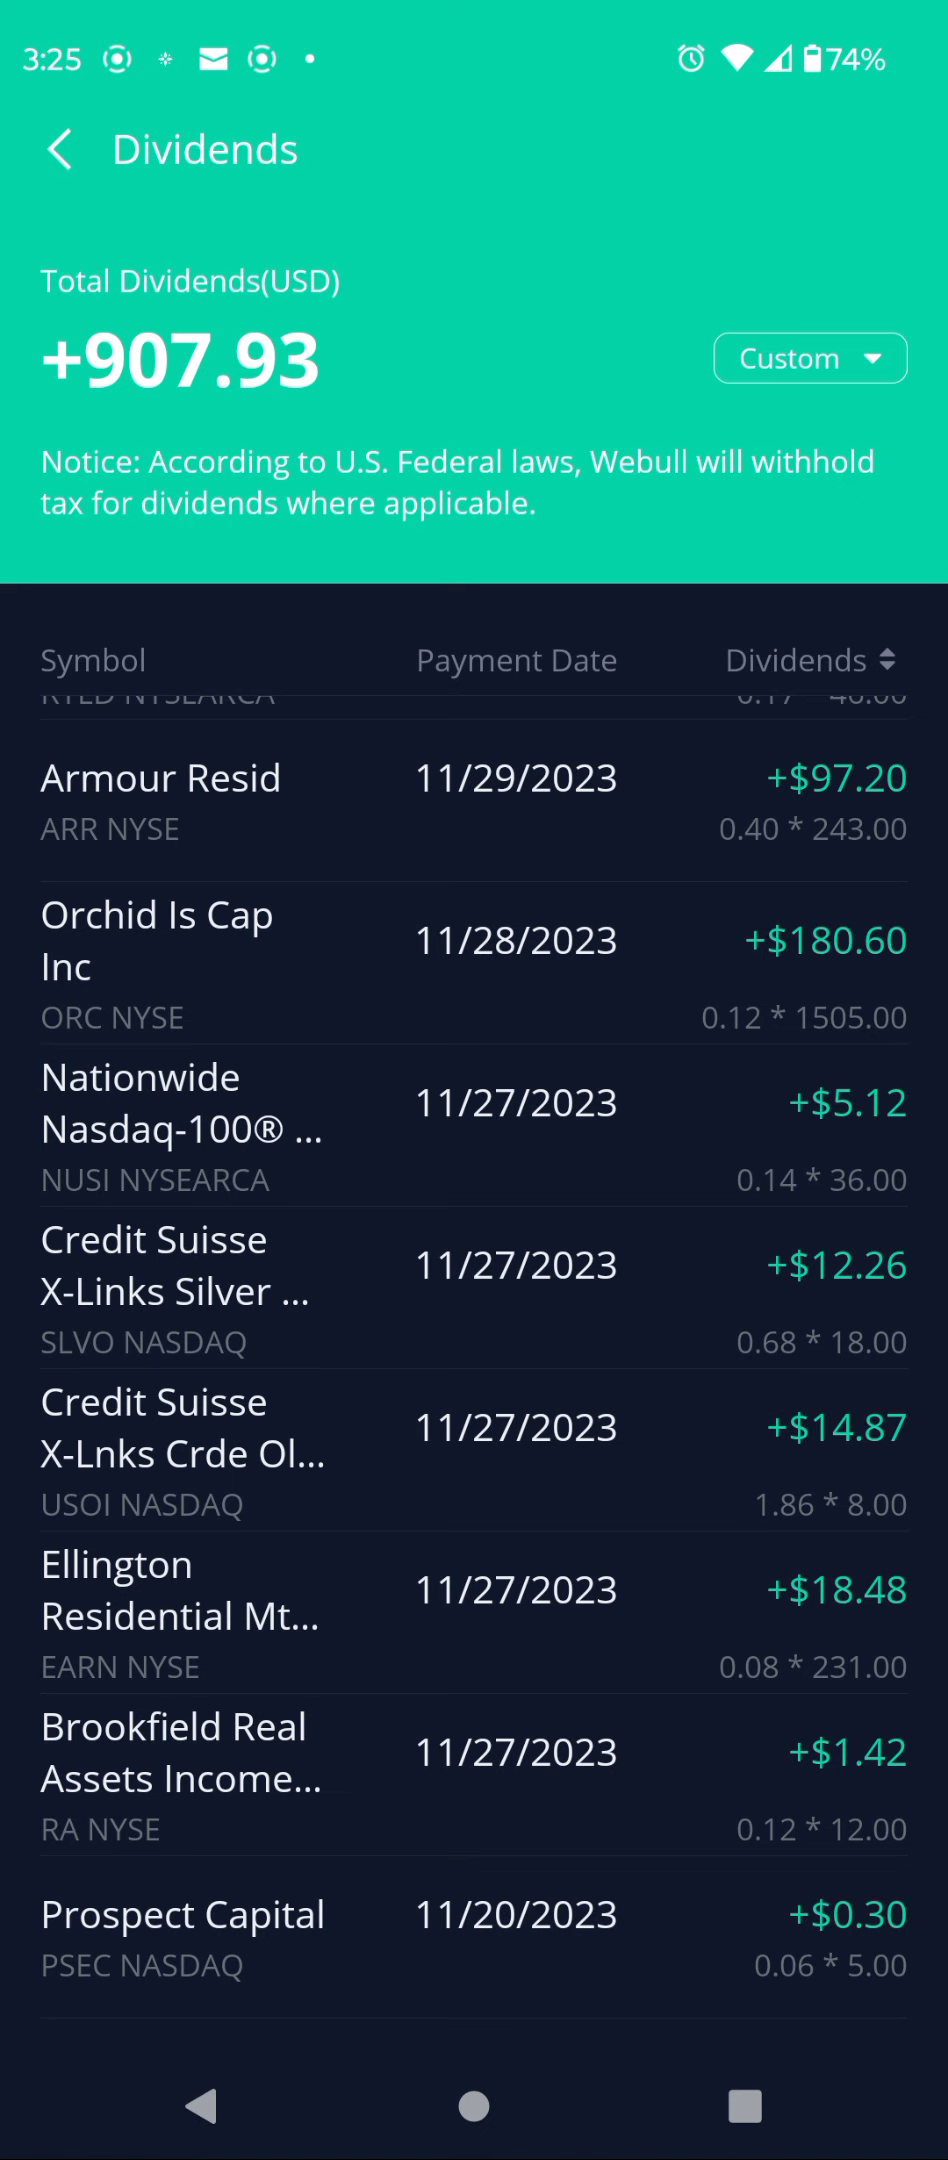 3:25
74%
Dividends
Total Dividends(USD)
+907.93
Custom
Notice: According to U.S. Federal laws, Webull will withhold
tax for dividends where applicable.
Symbol Payment Date Dividends
Armour Resid 11/29/2023 +$97.20
ARR NYSE 0.40 * 243.00
Orchid Is Cap
Inc 11/28/2023 +$180.60
ORC NYSE 0.12 * 1505.00
Nationwide
Nasdaq-100® ... 11/27/2023 +$5.12
NUSI NYSEARCA 0.14 * 36.00
Credit Suisse
X-Links Silver ... 11/27/2023 +$12.26
SLVO NASDAQ 0.68 * 18.00
Credit Suisse
X-Lnks Crde Ol... 11/27/2023 +$14.87
USOI NASDAQ 1.86 * 8.00
Ellington
Residential Mt... 11/27/2023 +$18.48
EARN NYSE 0.08 * 231.00
Brookfield Real
Assets Income... 11/27/2023 +$1.42
RA NYSE 0.12 * 12.00
Prospect Capital 11/20/2023 +$0.30
PSEC NASDAQ 0.06 * 5.00